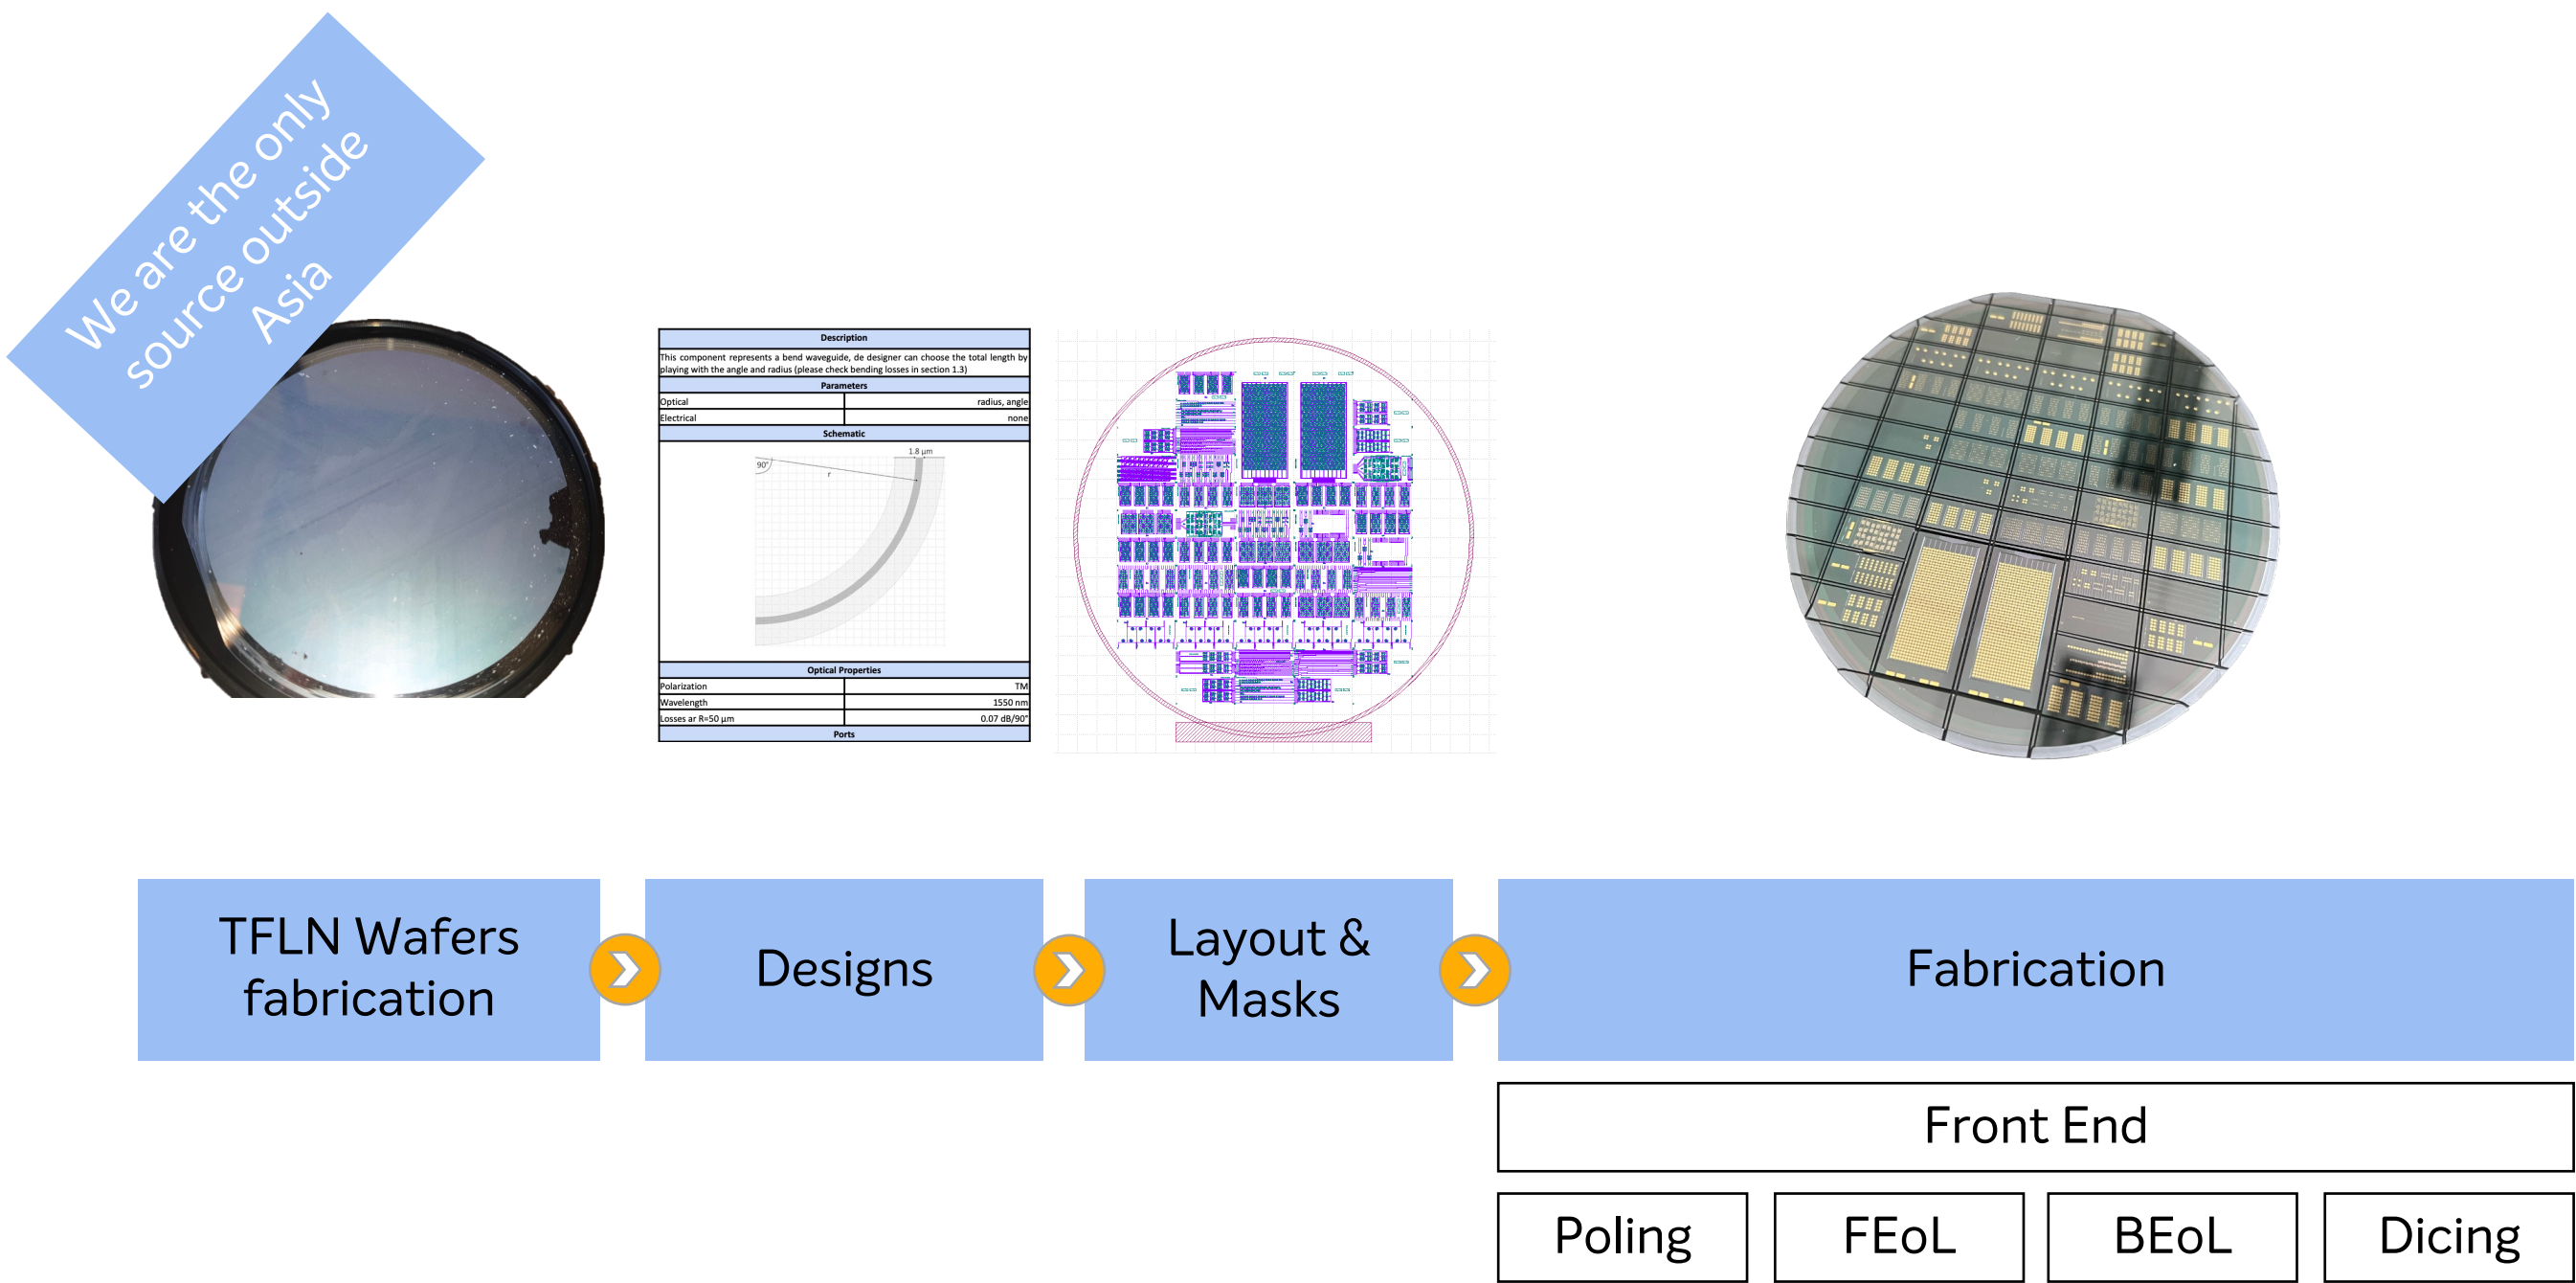 We are the only
source outside
Asia
Description
This component represents a bend waveguide, de designer can choose the total length by
playing with the angle and radius (please check bending losses in section 1.3)
Parameters
Optical radius, angle
Electrical none
Schematic
90°
r
1.8 µm
Optical Properties
Polarization TM
Wavelength 1550 nm
Losses ar R=50 µm 0.07 dB/90°
Ports
TFLN Wafers
fabrication
Designs
Layout &
Masks
Fabrication
Front End
Poling
FEoL
BEoL
Dicing